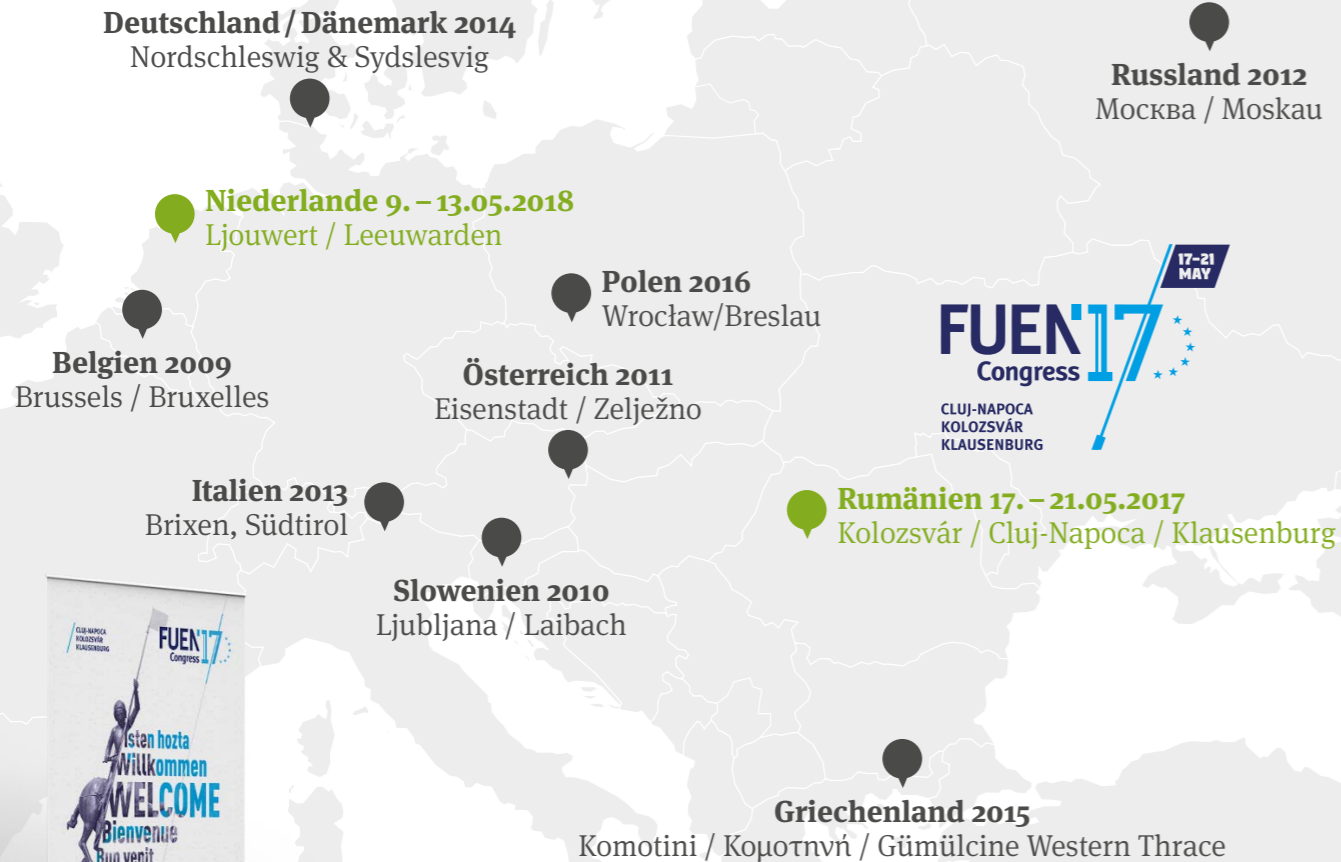 Deutschland / Dänemark 2014
Nordschleswig & Sydslesvig
Russland 2012
Москва / Moskau
Niederlande 9. – 13.05.2018
Ljouwert / Leeuwarden
Polen 2016
Wrocław/Breslau
17–21
MAY
FUEN '17
Congress
CLUJ-NAPOCA
KOLOZSVÁR
KLAUSENBURG
Belgien 2009
Brussels / Bruxelles
Österreich 2011
Eisenstadt / Zelježno
Italien 2013
Brixen, Südtirol
Rumänien 17. – 21.05.2017
Kolozsvár / Cluj-Napoca / Klausenburg
Slowenien 2010
Ljubljana / Laibach
CLUJ-NAPOCA
KOLOZSVÁR
KLAUSENBURG
FUEN '17
Congress
Isten hozta
Willkommen
WELCOME
Bienvenue
Bun venit
Griechenland 2015
Komotini / Κομοτηνή / Gümülcine Western Thrace